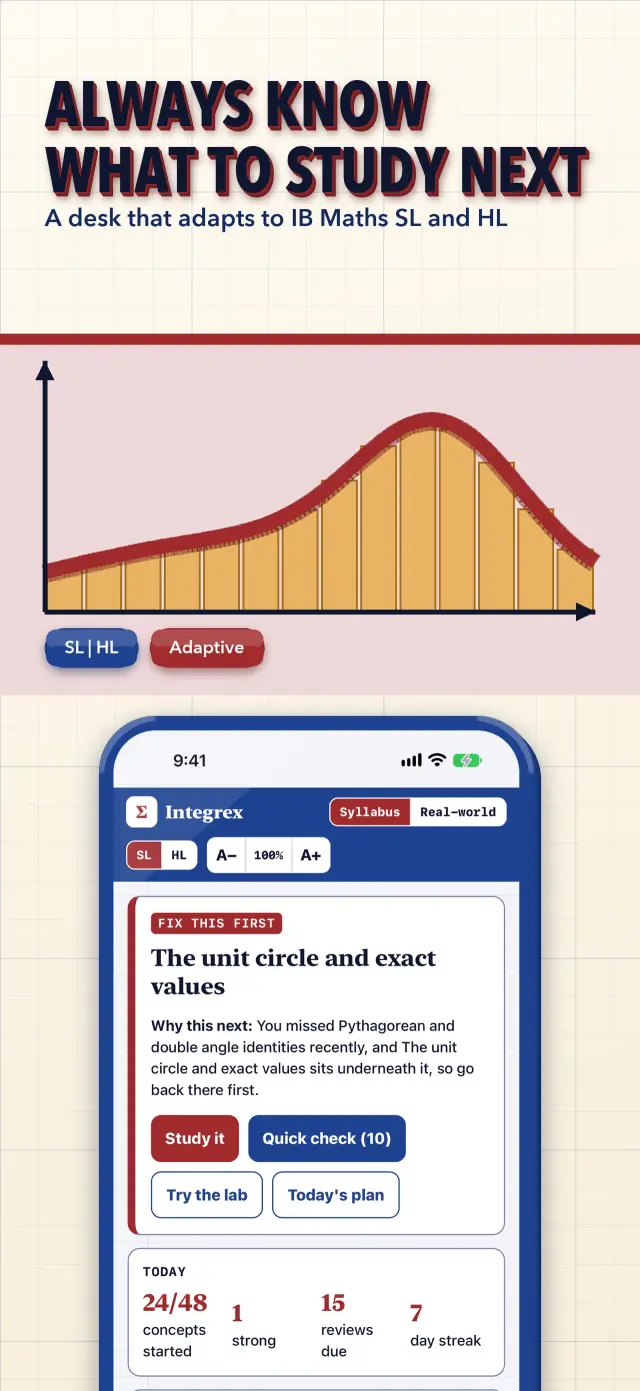 ALWAYS KNOW
WHAT TO STUDY NEXT
A desk that adapts to IB Maths SL and HL
SL | HL
Adaptive
9:41
Σ Integrex
Syllabus
Real-world
SL
HL
A−
100%
A+
FIX THIS FIRST
The unit circle and exact
values
Why this next: You missed Pythagorean and
double angle identities recently, and The unit
circle and exact values sits underneath it, so go
back there first.
Study it
Quick check (10)
Try the lab
Today's plan
TODAY
24/48
concepts
started
1
strong
15
reviews
due
7
day streak